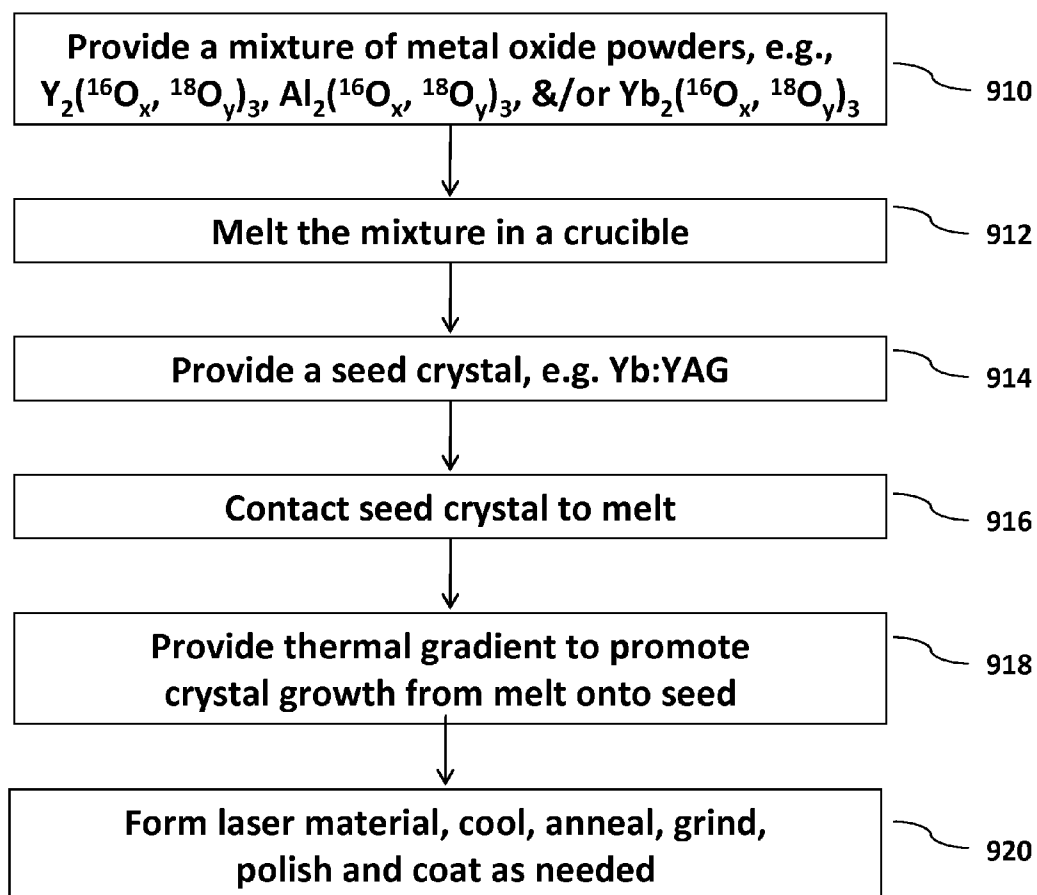 Provide a mixture of metal oxide powders, e.g.,
Y₂(¹⁶Oₓ, ¹⁸Oᵧ)₃, Al₂(¹⁶Oₓ, ¹⁸Oᵧ)₃, &/or Yb₂(¹⁶Oₓ, ¹⁸Oᵧ)₃
910
Melt the mixture in a crucible
912
Provide a seed crystal, e.g. Yb:YAG
914
Contact seed crystal to melt
916
Provide thermal gradient to promote
crystal growth from melt onto seed
918
Form laser material, cool, anneal, grind,
polish and coat as needed
920